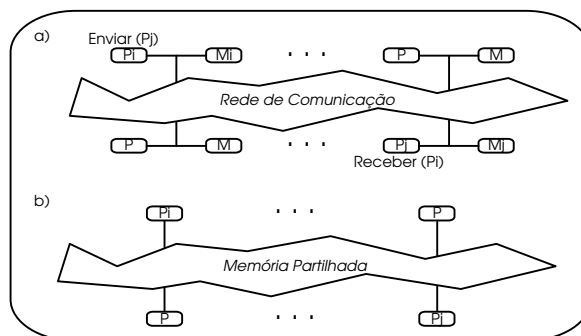 a)
Enviar (Pj)
Pi Mi . . . P M
Rede de Comunicação
P M . . . Pj Mj
Receber (Pi)
b)
Pi . . . P
Memória Partilhada
P . . . Pj